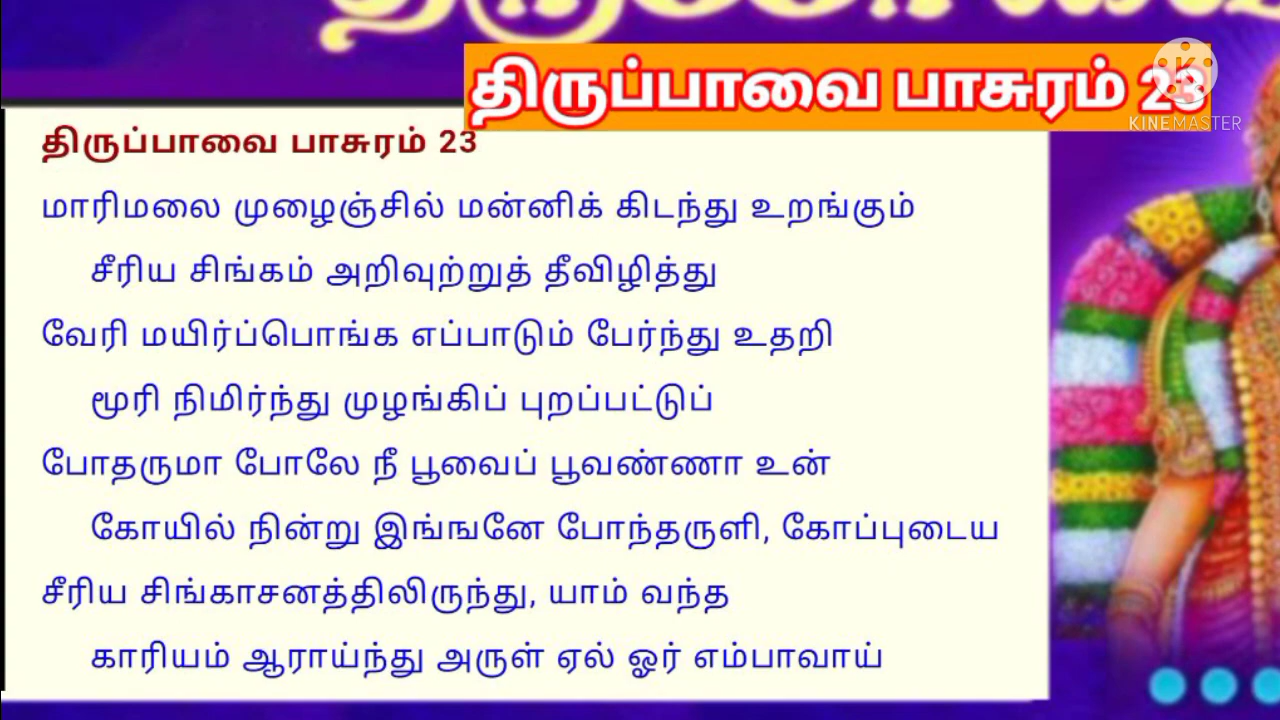 திருப்பாவை பாசுரம் 23
KINEMASTER
திருப்பாவை பாசுரம் 23
மாரிமலை முழைஞ்சில் மன்னிக் கிடந்து உறங்கும்
சீரிய சிங்கம் அறிவுற்றுத் தீவிழித்து
வேரி மயிர்ப்பொங்க எப்பாடும் பேர்ந்து உதறி
மூரி நிமிர்ந்து முழங்கிப் புறப்பட்டுப்
போதருமா போலே நீ பூவைப் பூவண்ணா உன்
கோயில் நின்று இங்ஙனே போந்தருளி, கோப்புடைய
சீரிய சிங்காசனத்திலிருந்து, யாம் வந்த
காரியம் ஆராய்ந்து அருள் ஏல் ஓர் எம்பாவாய்